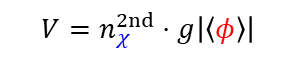 V = n_χ^{2nd} · g|⟨ϕ⟩|